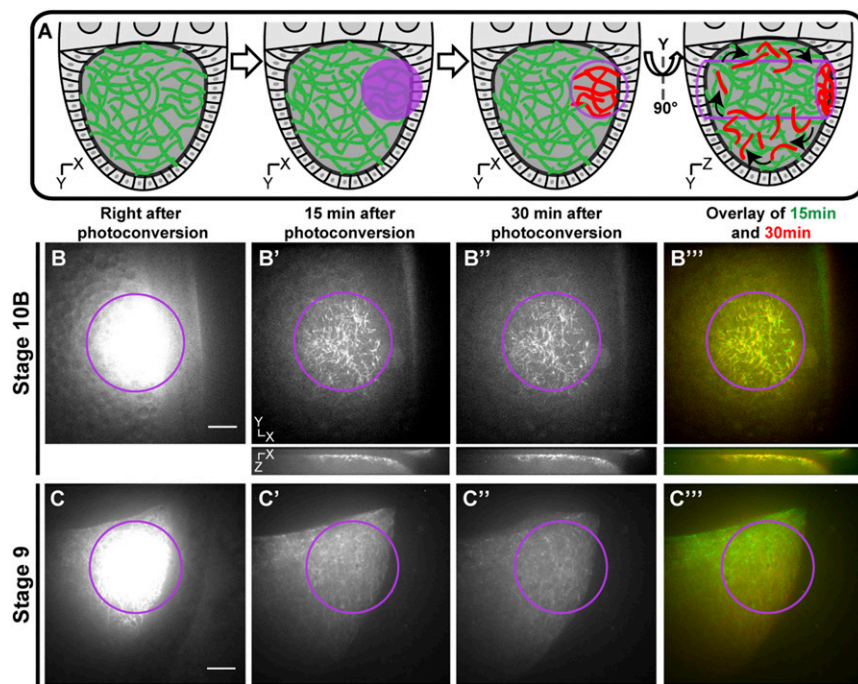 A
Y
X
Y
X
Y
X
Y
90°
Y
Z
Right after
photoconversion
15 min after
photoconversion
30 min after
photoconversion
Overlay of 15min
and 30min
Stage 10B
B
B'
B''
B'''
Y
X
X
Z
Stage 9
C
C'
C''
C'''